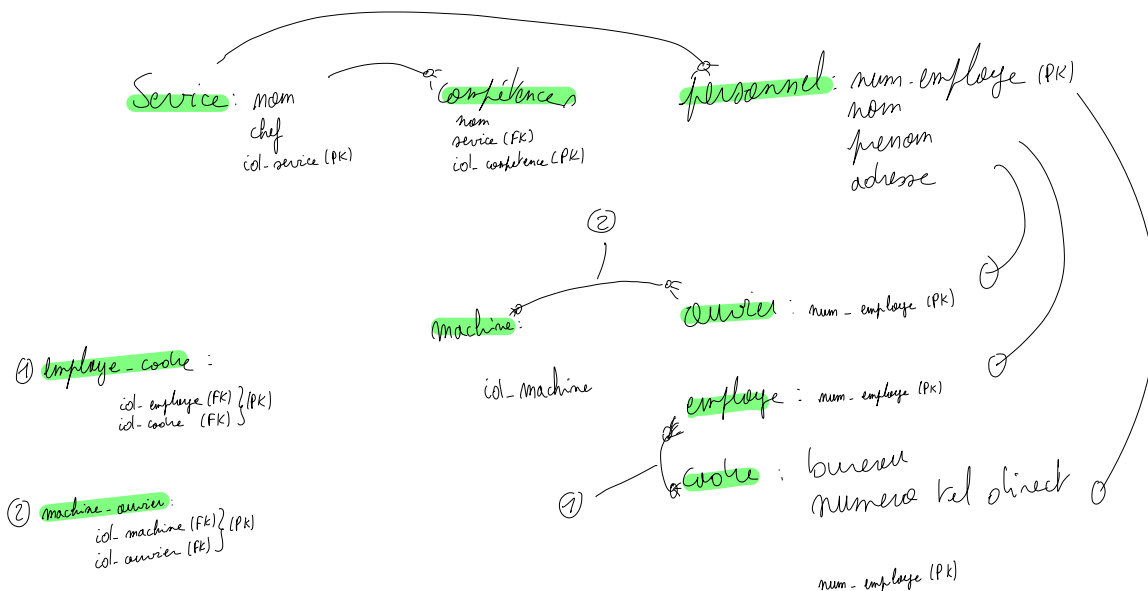 Service : nom
chef
id_service (PK)
compétences
nom
service (FK)
id_compétence (PK)
personnel : num_employe (PK)
nom
prenom
adresse
②
machine :
id_machine
ouvrier : num_employe (PK)
employe : num_employe (PK)
cadre : bureau
numero tel direct
num_employe (PK)
①
① employe_cadre :
id_employe (FK) } (PK)
id_cadre (FK)
② machine_ouvrier :
id_machine (FK) } (PK)
id_ouvrier (FK)